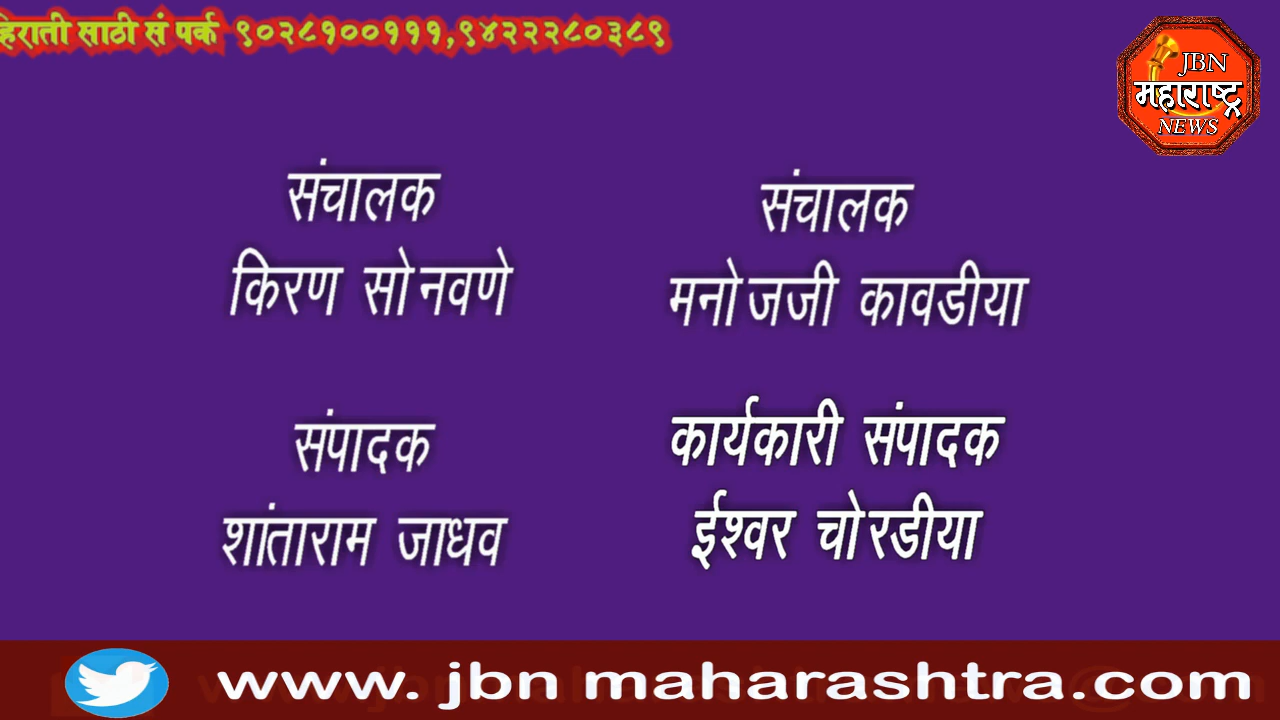 हिराती साठी सं पर्क ९०२८१००१११,९४२२२८०३८९
JBN
महाराष्ट्र
NEWS
संचालक
किरण सोनवणे
संचालक
मनोजजी कावडीया
संपादक
शांताराम जाधव
कार्यकारी संपादक
ईश्वर चोरडीया
www. jbn maharashtra.com